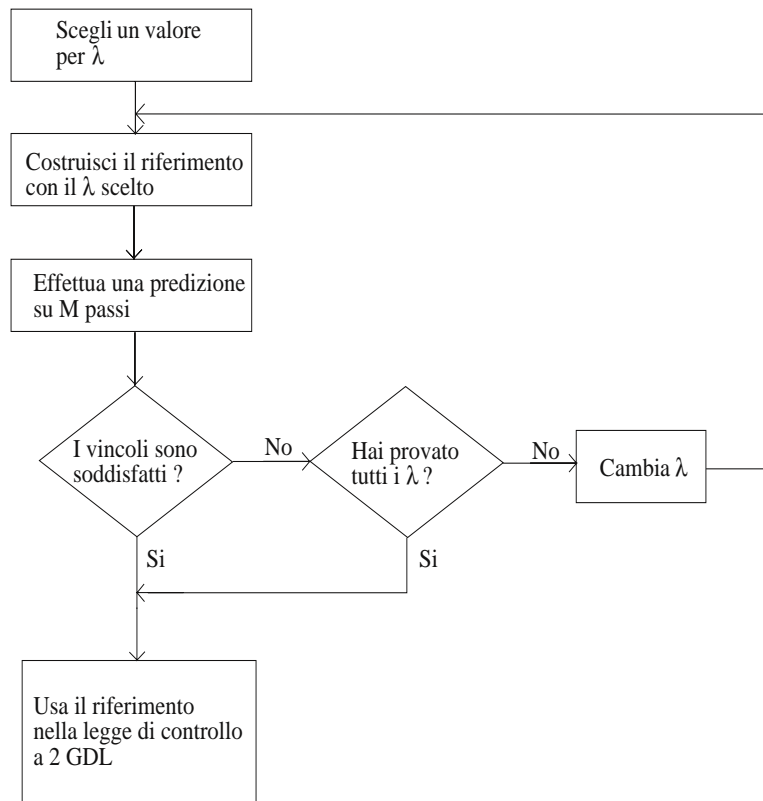 Scegli un valore
per λ
Costruisci il riferimento
con il λ scelto
Effettua una predizione
su M passi
I vincoli sono
soddisfatti ?
No
Hai provato
tutti i λ ?
No
Cambia λ
Si
Si
Usa il riferimento
nella legge di controllo
a 2 GDL